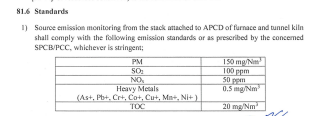 81.6 Standards
1) Source emission monitoring from the stack attached to APCD of furnace and tunnel kiln
shall comply with the following emission standards or as prescribed by the concerned
SPCB/PCC, whichever is stringent;
PM 150 mg/Nm³
SO₂ 100 ppm
NOₓ 50 ppm
Heavy Metals 0.5 mg/Nm³
(As+, Pb+, Cr+, Co+, Cu+, Mn+, Ni+ )
TOC 20 mg/Nm³